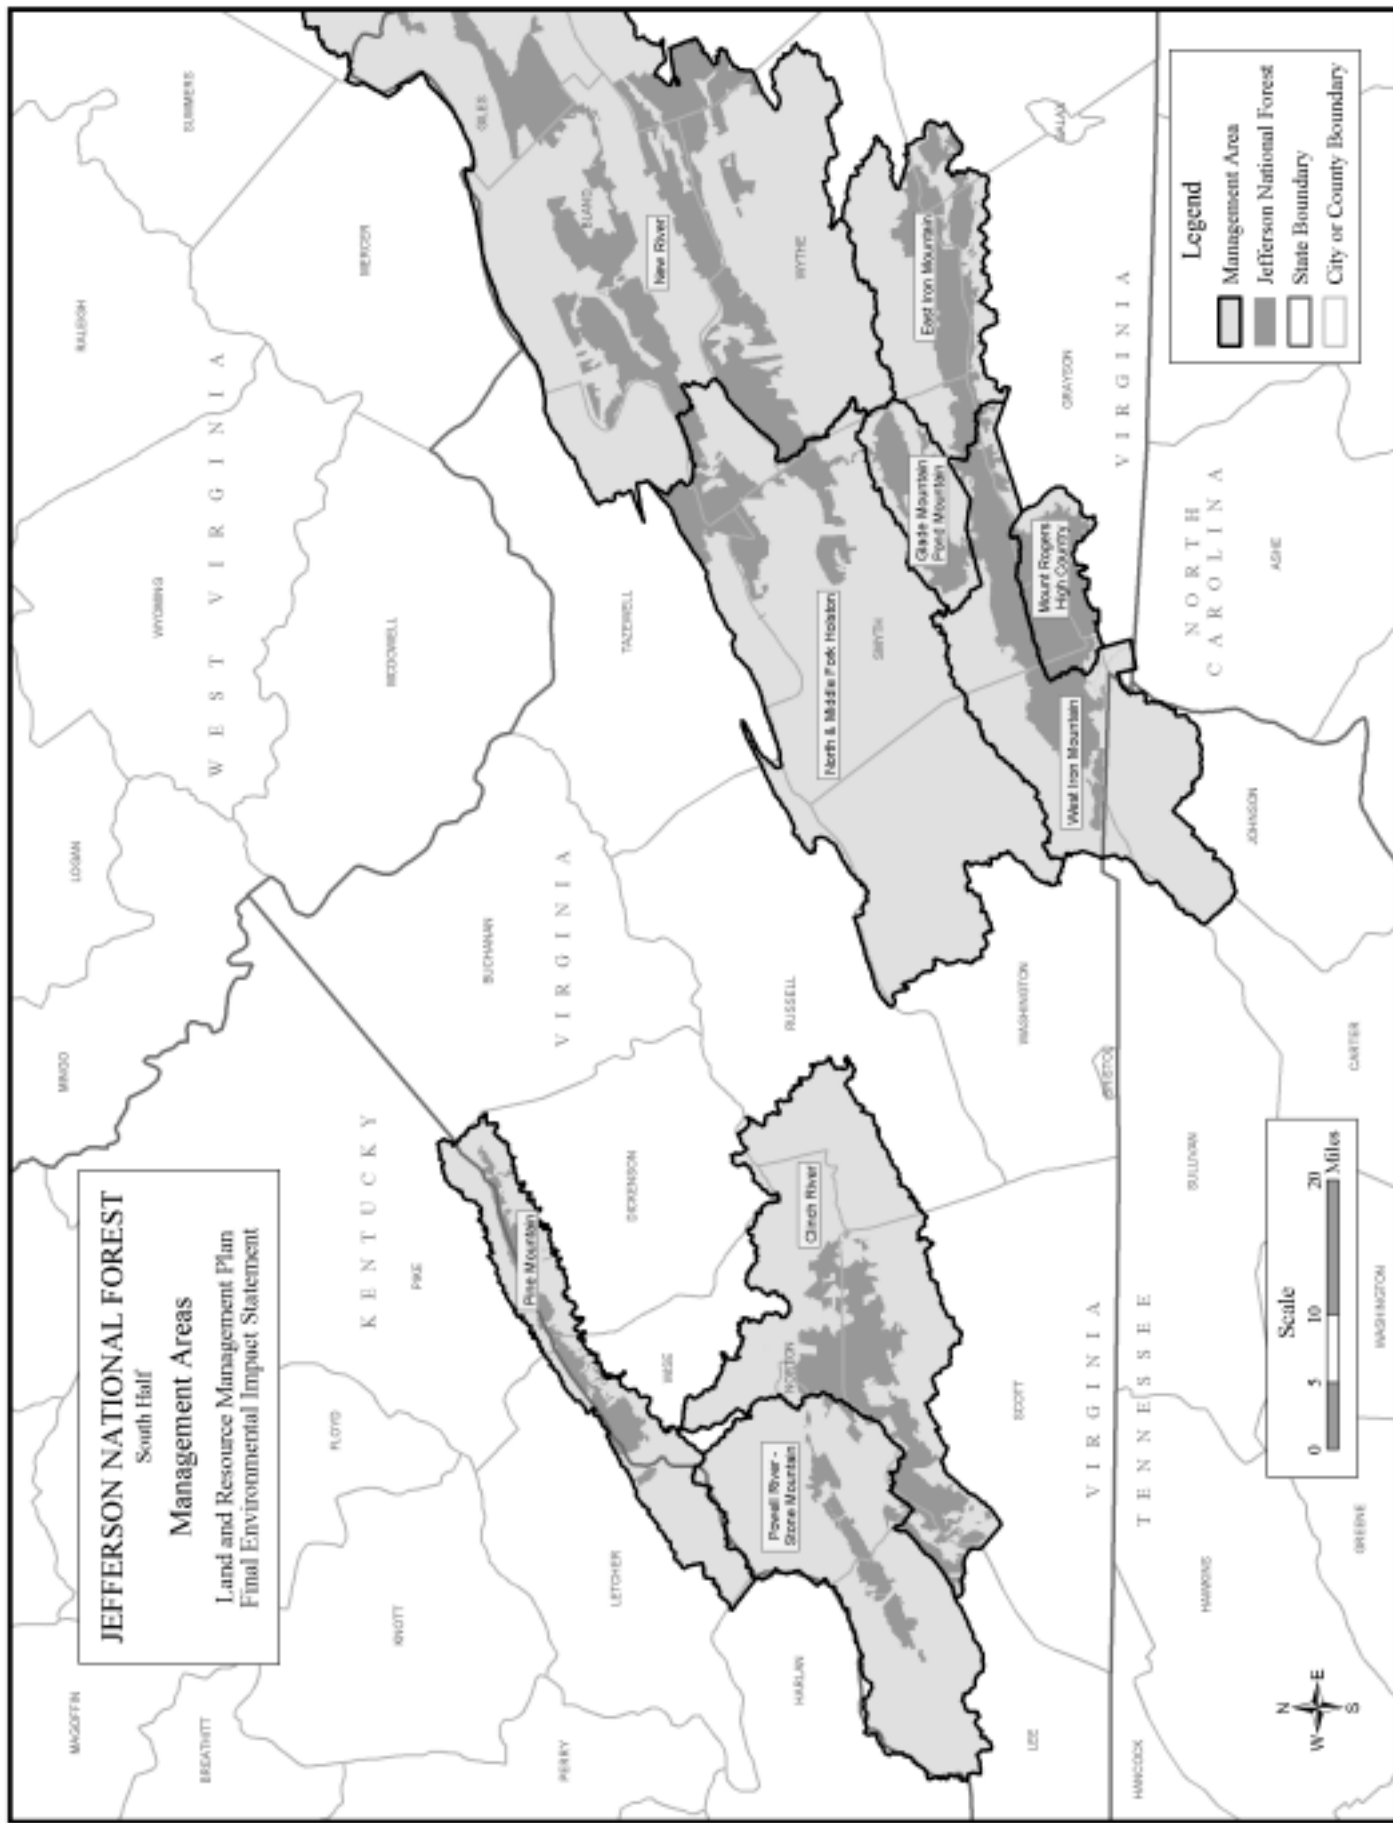 JEFFERSON NATIONAL FOREST
South Half
Management Areas
Land and Resource Management Plan
Final Environmental Impact Statement
MAGOFFIN
BREATHITT
PERRY
KNOTT
FLOYD
LETCHER
HARLAN
LEE
HANCOCK
KENTUCKY
PIKE
MINGO
LOGAN
WYOMING
RALEIGH
SUMMERS
WEST VIRGINIA
MCDOWELL
MERCER
GILES
BLAND
TAZEWELL
BUCHANAN
VIRGINIA
DICKENSON
WISE
NORTON
RUSSELL
SCOTT
WASHINGTON
BRISTOL
SMYTH
WYTHE
GRAYSON
GALAX
VIRGINIA
VIRGINIA
TENNESSEE
NORTH
CAROLINA
ASHE
JOHNSON
CARTER
SULLIVAN
HAWKINS
GREENE
WASHINGTON
Pine Mountain
Clinch River
Powell River -
Stone Mountain
North & Middle Fork Holston
New River
East Iron Mountain
Glade Mountain
Pond Mountain
Mount Rogers
High Country
West Iron Mountain
N
W
E
S
Scale
0
5
10
20
Miles
Legend
Management Area
Jefferson National Forest
State Boundary
City or County Boundary